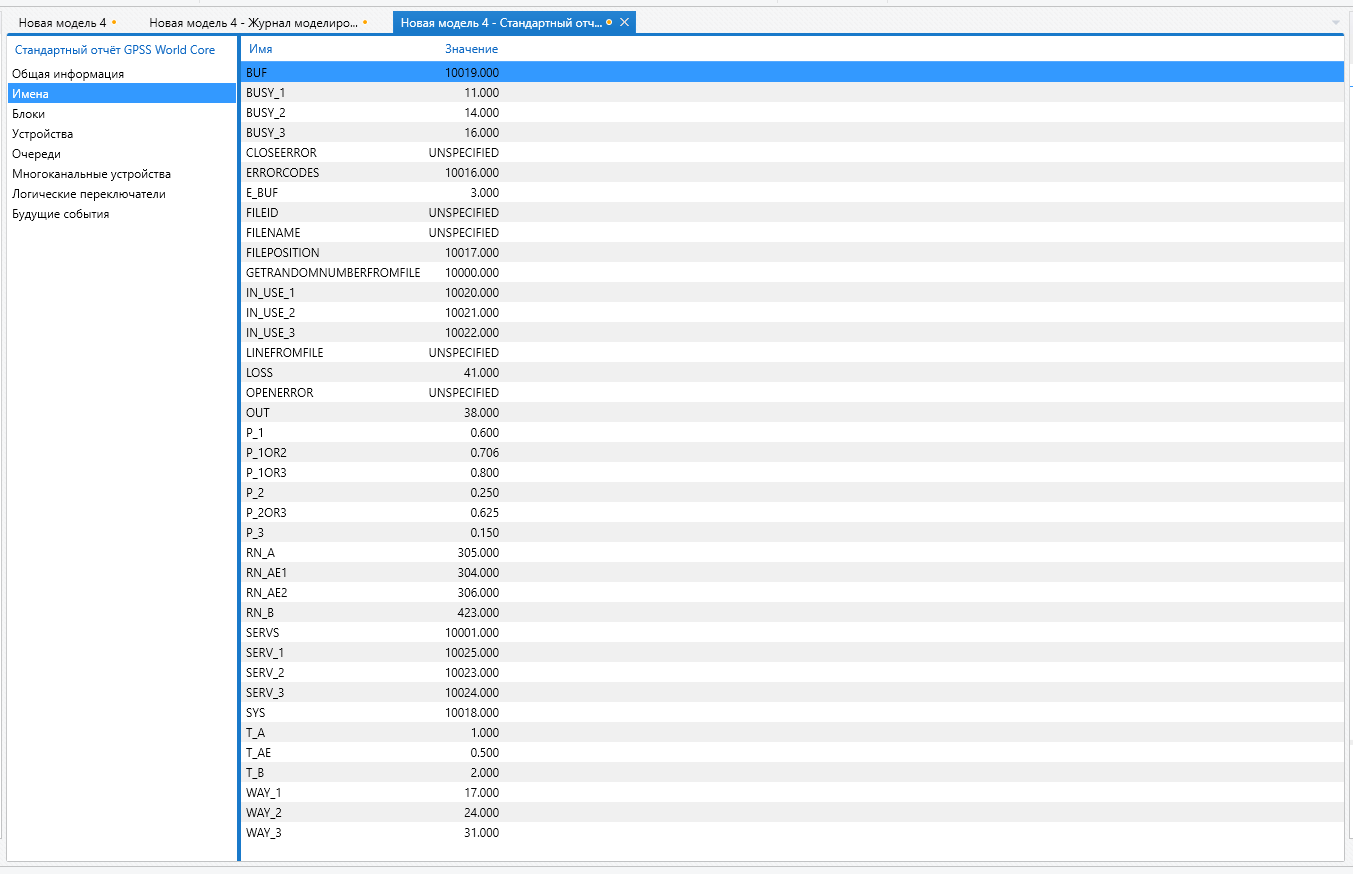 Новая модель 4 Новая модель 4 - Журнал моделиро... Новая модель 4 - Стандартный отч...
Стандартный отчёт GPSS World Core
Общая информация
Имена
Блоки
Устройства
Очереди
Многоканальные устройства
Логические переключатели
Будущие события
Имя Значение
BUF 10019.000
BUSY_1 11.000
BUSY_2 14.000
BUSY_3 16.000
CLOSEERROR UNSPECIFIED
ERRORCODES 10016.000
E_BUF 3.000
FILEID UNSPECIFIED
FILENAME UNSPECIFIED
FILEPOSITION 10017.000
GETRANDOMNUMBERFROMFILE 10000.000
IN_USE_1 10020.000
IN_USE_2 10021.000
IN_USE_3 10022.000
LINEFROMFILE UNSPECIFIED
LOSS 41.000
OPENERROR UNSPECIFIED
OUT 38.000
P_1 0.600
P_1OR2 0.706
P_1OR3 0.800
P_2 0.250
P_2OR3 0.625
P_3 0.150
RN_A 305.000
RN_AE1 304.000
RN_AE2 306.000
RN_B 423.000
SERVS 10001.000
SERV_1 10025.000
SERV_2 10023.000
SERV_3 10024.000
SYS 10018.000
T_A 1.000
T_AE 0.500
T_B 2.000
WAY_1 17.000
WAY_2 24.000
WAY_3 31.000